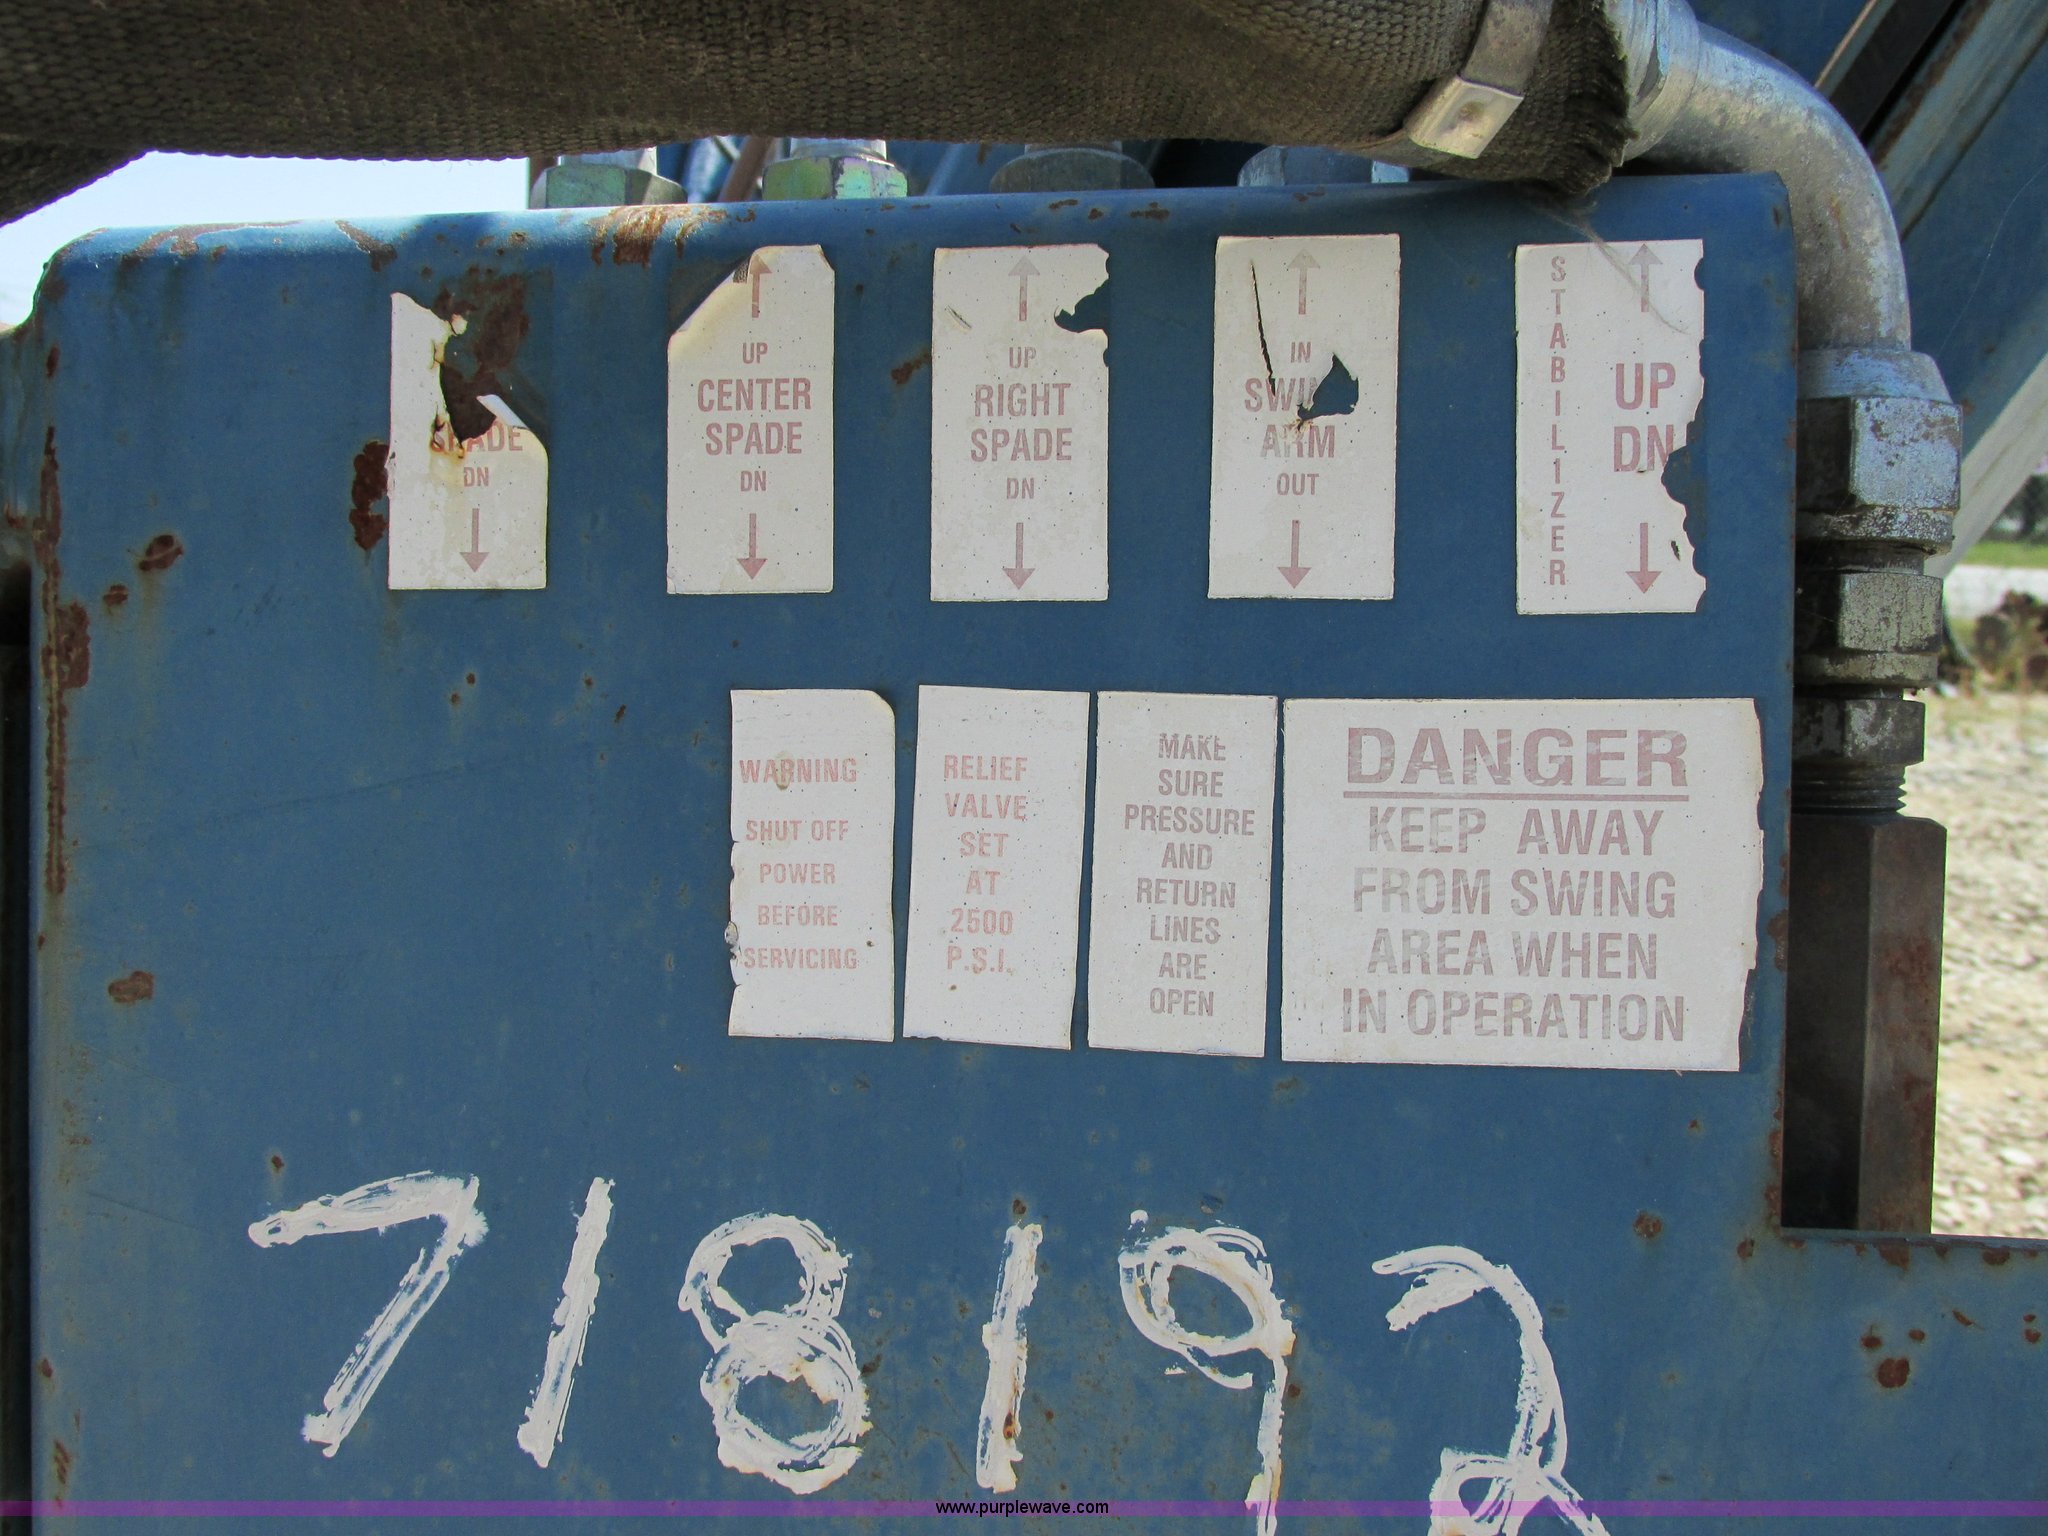 SPADE
DN
UP
CENTER
SPADE
DN
UP
RIGHT
SPADE
DN
IN
SWING
ARM
OUT
STABIL1ZER
UP
DN
WARNING
SHUT OFF
POWER
BEFORE
SERVICING
RELIEF
VALVE
SET
AT
2500
P.S.I.
MAKE
SURE
PRESSURE
AND
RETURN
LINES
ARE
OPEN
DANGER
KEEP AWAY
FROM SWING
AREA WHEN
IN OPERATION
718192
www.purplewave.com